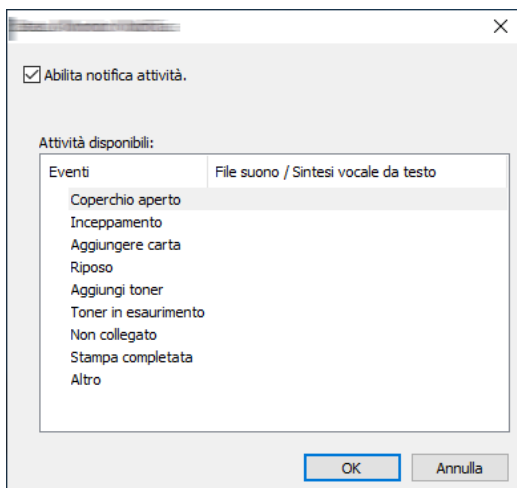 Abilita notifica attività.
Attività disponibili:
Eventi File suono / Sintesi vocale da testo
Coperchio aperto
Inceppamento
Aggiungere carta
Riposo
Aggiungi toner
Toner in esaurimento
Non collegato
Stampa completata
Altro
OK Annulla